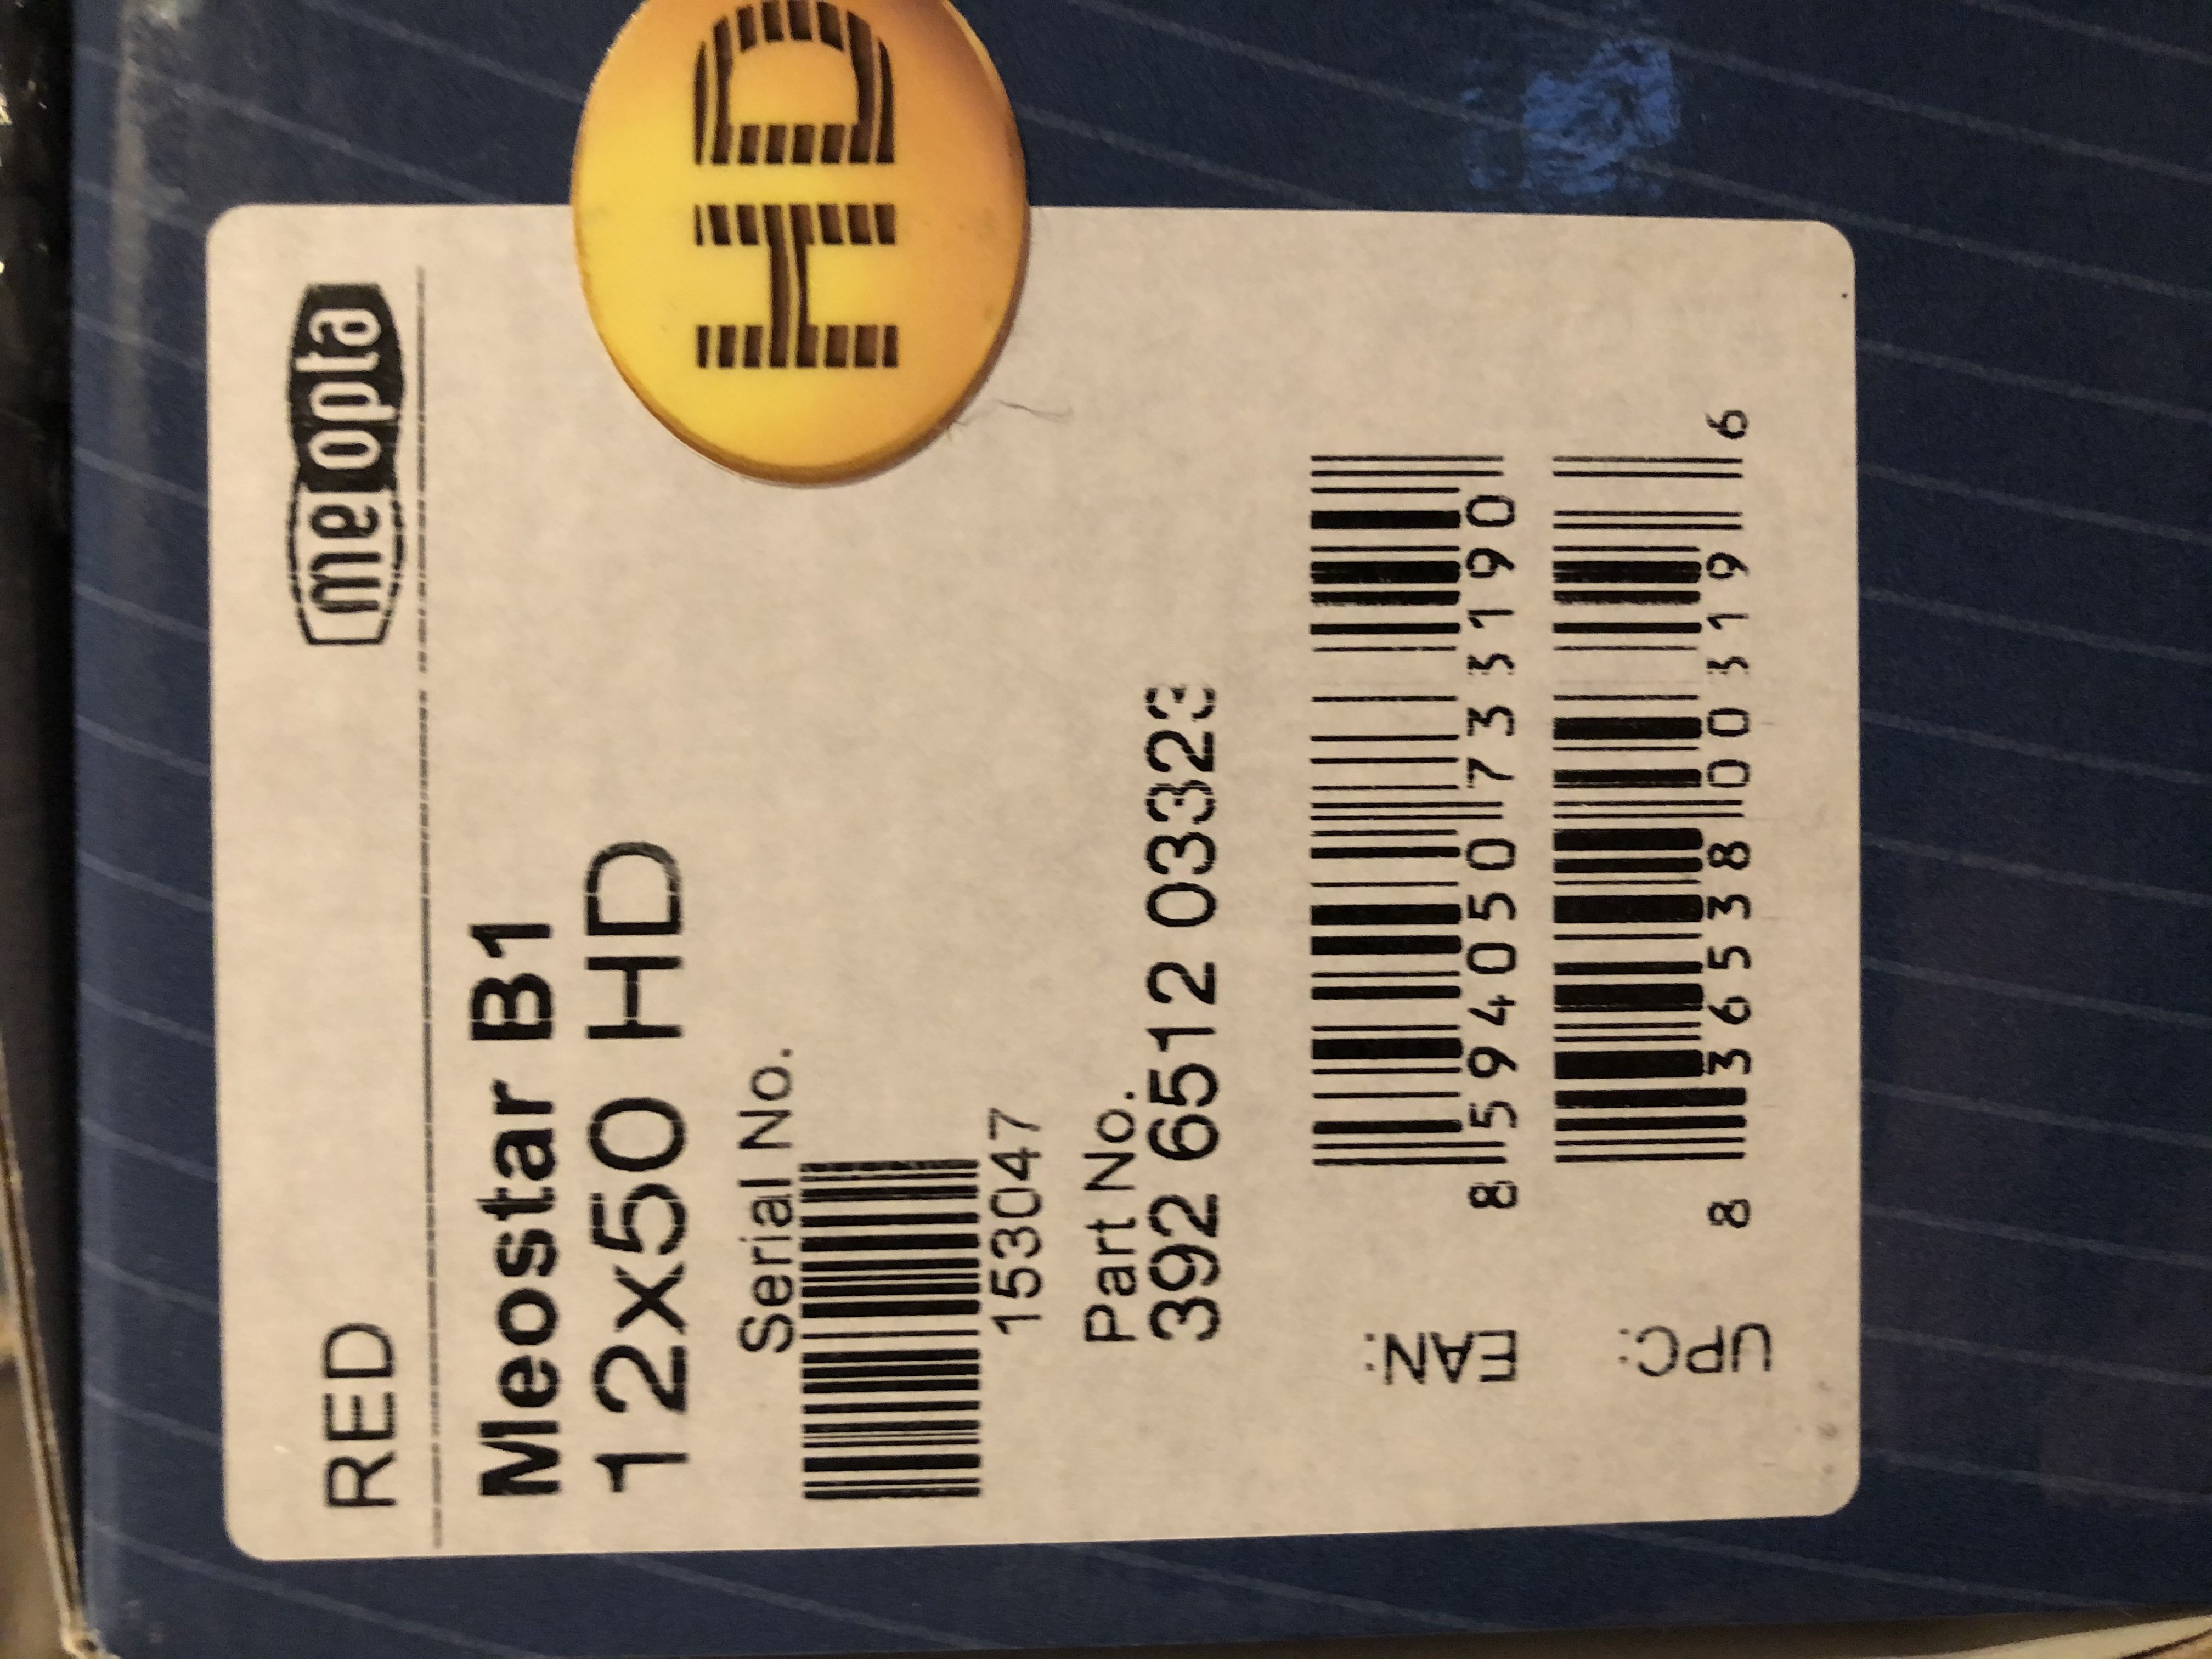 RED meopta
HD
Meostar B1
12x50 HD
Serial No.
153047
Part No.
392 6512 03323
EAN:
8 594050 733190
UPC:
8 36538 00319 6